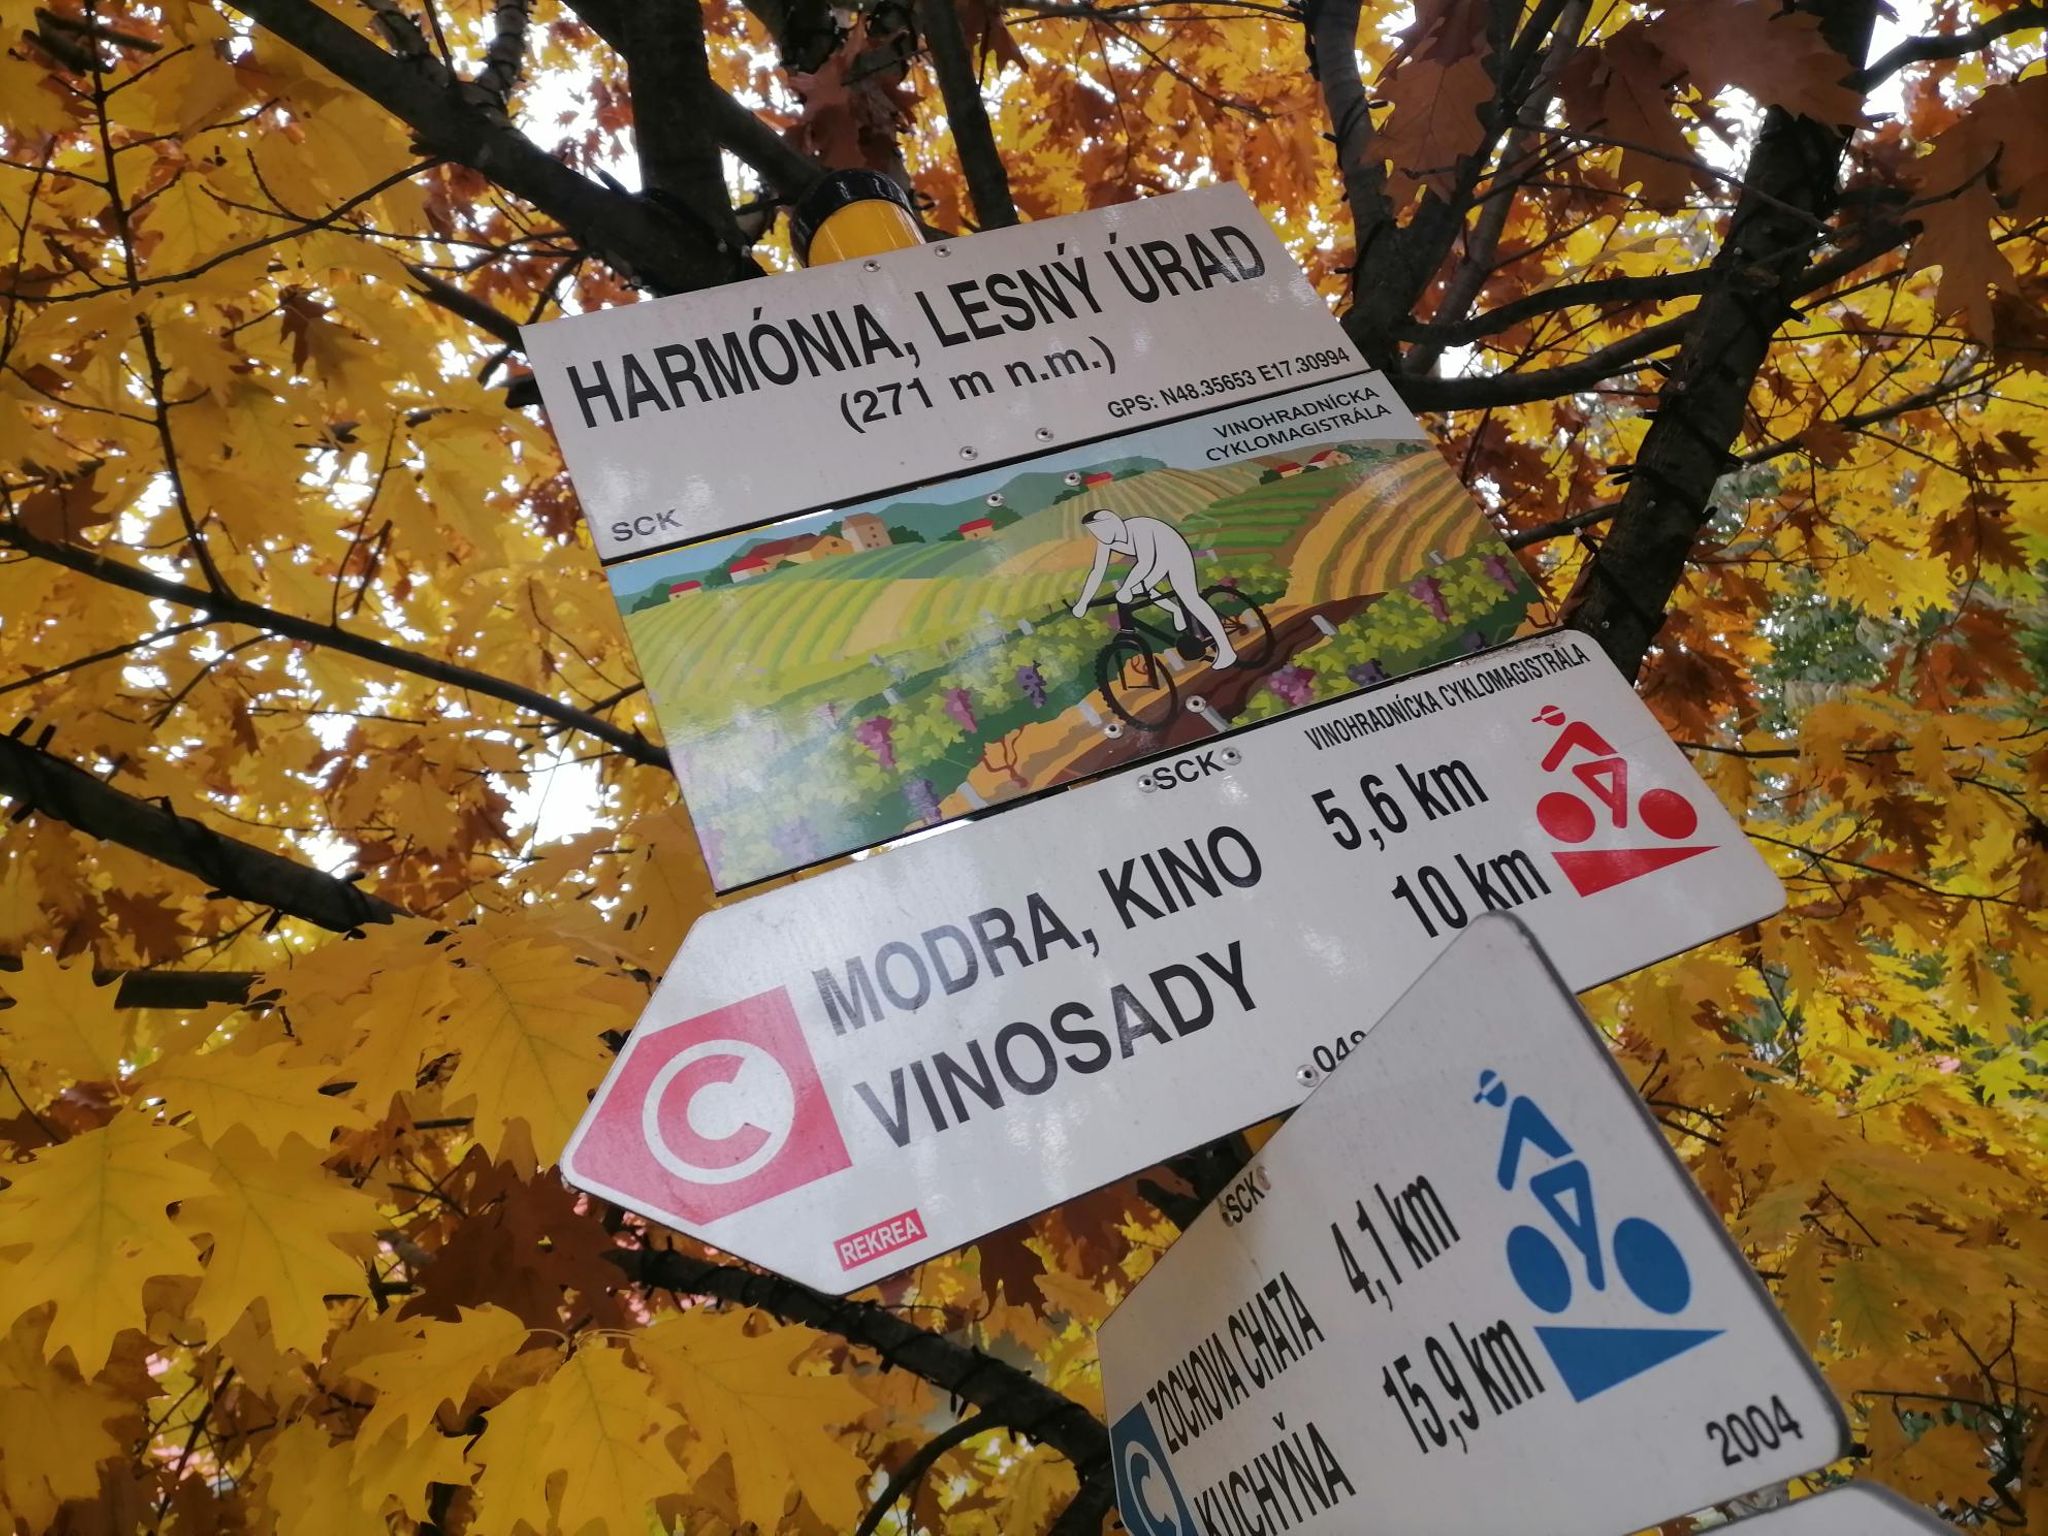 HARMÓNIA, LESNÝ ÚRAD
(271 m n.m.)
GPS: N48.35653 E17.30994
SCK
VINOHRADNÍCKA
CYKLOMAGISTRÁLA
SCK
VINOHRADNÍCKA CYKLOMAGISTRÁLA
MODRA, KINO 5,6 km
VINOSADY 10 km
C
REKREA
SCK
ZOCHOVA CHATA 4,1 km
KUCHYŇA 15,9 km
C
2004